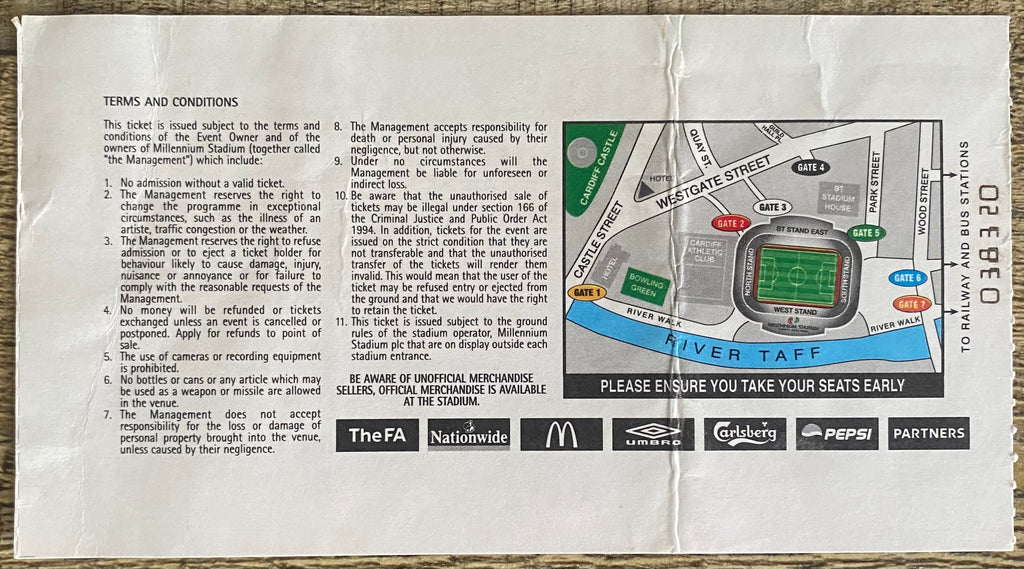 TERMS AND CONDITIONS
This ticket is issued subject to the terms and
conditions of the Event Owner and of the
owners of Millennium Stadium (together called
"the Management") which include:
1. No admission without a valid ticket.
2. The Management reserves the right to
change the programme in exceptional
circumstances, such as the illness of an
artiste, traffic congestion or the weather.
3. The Management reserves the right to refuse
admission or to eject a ticket holder for
behaviour likely to cause damage, injury,
nuisance or annoyance or for failure to
comply with the reasonable requests of the
Management.
4. No money will be refunded or tickets
exchanged unless an event is cancelled or
postponed. Apply for refunds to point of
sale.
5. The use of cameras or recording equipment
is prohibited.
6. No bottles or cans or any article which may
be used as a weapon or missile are allowed
in the venue.
7. The Management does not accept
responsibility for the loss or damage of
personal property brought into the venue,
unless caused by their negligence.
8. The Management accepts responsibility for
death or personal injury caused by their
negligence, but not otherwise.
9. Under no circumstances will the
Management be liable for unforeseen or
indirect loss.
10. Be aware that the unauthorised sale of
tickets may be illegal under section 166 of
the Criminal Justice and Public Order Act
1994. In addition, tickets for the event are
issued on the strict condition that they are
not transferable and that the unauthorised
transfer of the tickets will render them
invalid. This would mean that the user of the
ticket may be refused entry or ejected from
the ground and that we would have the right
to retain the ticket.
11. This ticket is issued subject to the ground
rules of the stadium operator, Millennium
Stadium plc that are on display outside each
stadium entrance.
BE AWARE OF UNOFFICIAL MERCHANDISE
SELLERS, OFFICIAL MERCHANDISE IS AVAILABLE
AT THE STADIUM.
CARDIFF CASTLE
QUAY ST.
GUILD
HALL PL
HOTEL
WESTGATE STREET
GATE 4
BT
STADIUM
HOUSE
PARK STREET
WOOD STREET
CASTLE STREET
GATE 3
GATE 2
BT STAND EAST
GATE 5
CARDIFF
ATHLETIC
CLUB
NORTH STAND
SOUTH STAND
HOTEL
BOWLING
GREEN
GATE 1
WEST STAND
MILLENNIUM STADIUM
GATE 6
GATE 7
RIVER WALK
RIVER WALK
RIVER TAFF
PLEASE ENSURE YOU TAKE YOUR SEATS EARLY
TO RAILWAY AND BUS STATIONS
038320
TheFA
Nationwide
M
UMBRO
Carlsberg
PEPSI
PARTNERS